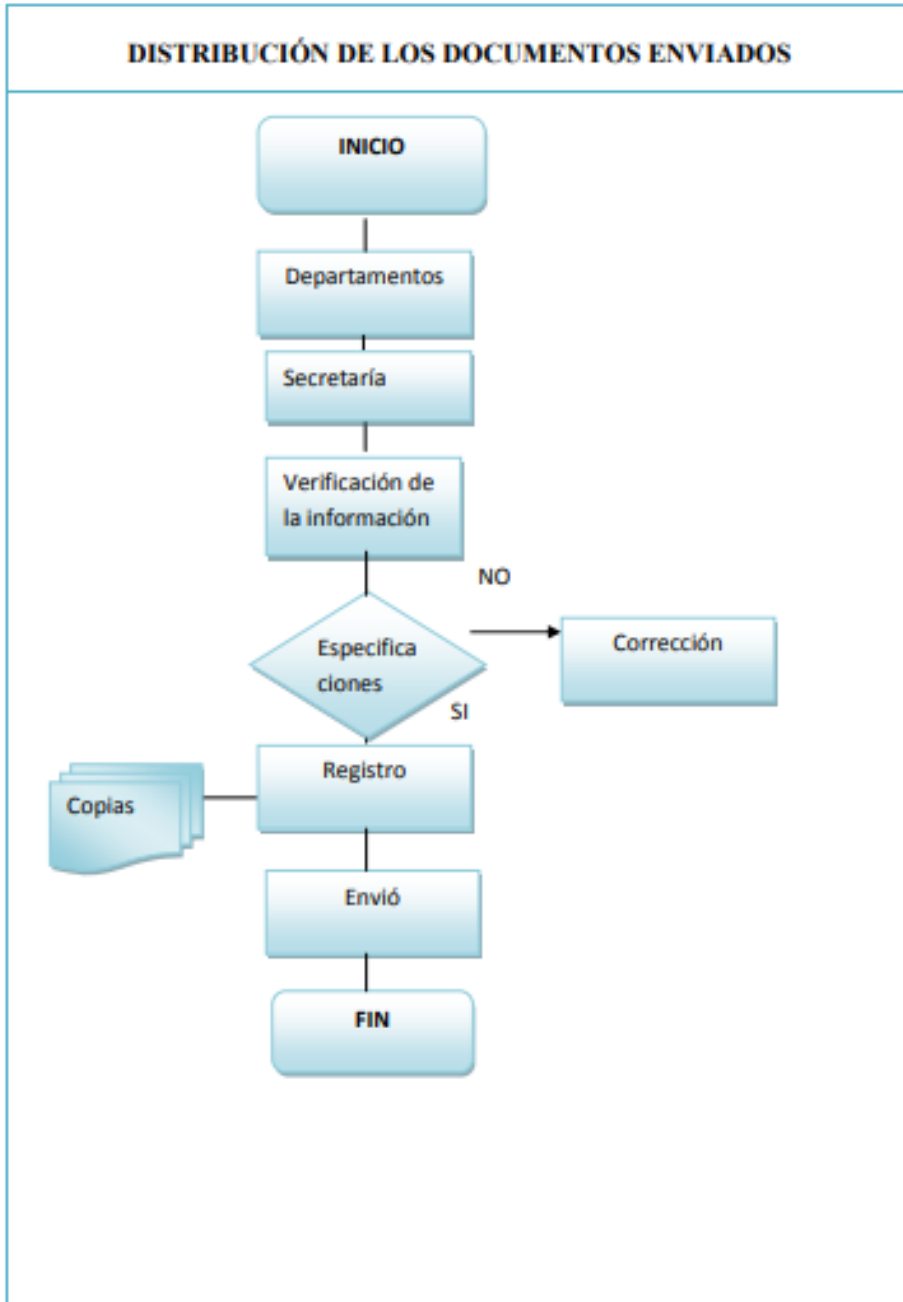 DISTRIBUCIÓN DE LOS DOCUMENTOS ENVIADOS
INICIO
Departamentos
Secretaría
Verificación de
la información
NO
Especifica
ciones
Corrección
SI
Registro
Copias
Envió
FIN